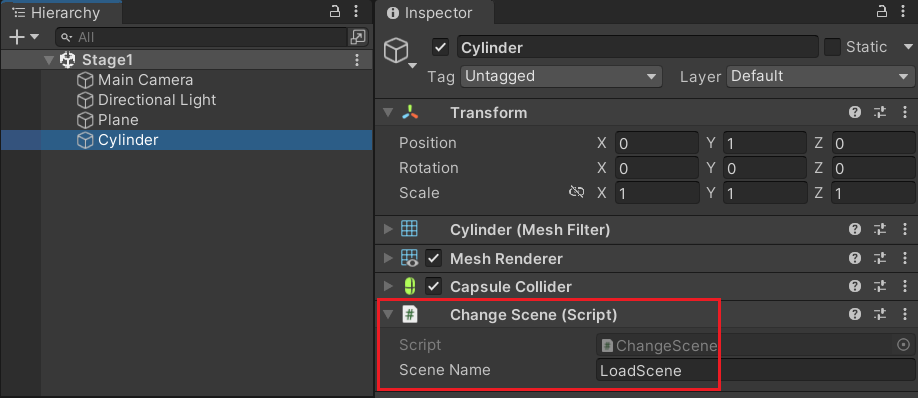 Hierarchy
All
Stage1
Main Camera
Directional Light
Plane
Cylinder
Inspector
Cylinder
Static
Tag Untagged Layer Default
Transform
Position X 0 Y 1 Z 0
Rotation X 0 Y 0 Z 0
Scale X 1 Y 1 Z 1
Cylinder (Mesh Filter)
Mesh Renderer
Capsule Collider
# Change Scene (Script)
Script # ChangeScene
Scene Name LoadScene